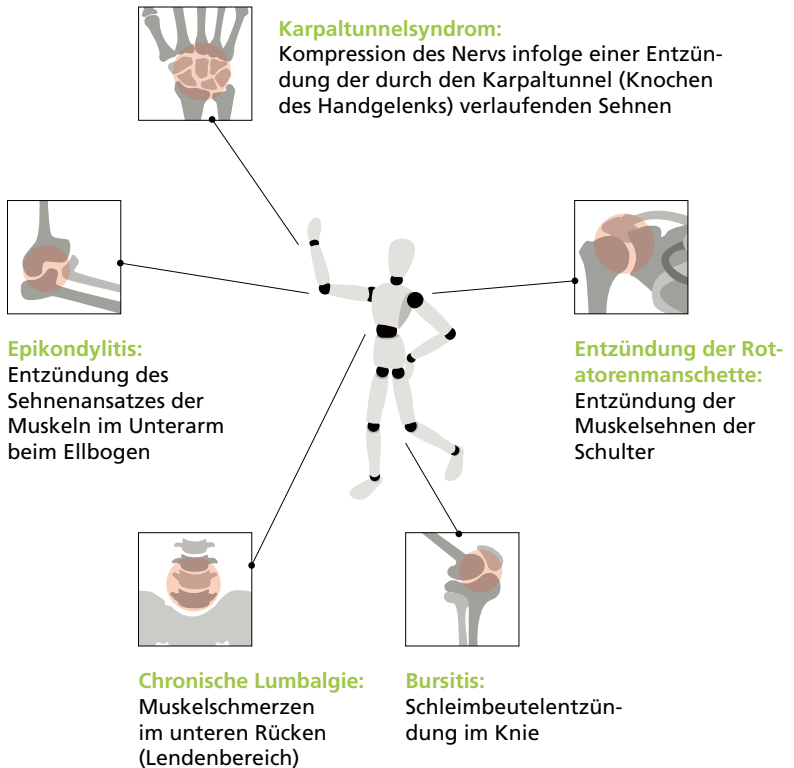 Karpaltunnelsyndrom:
Kompression des Nervs infolge einer Entzün-
dung der durch den Karpaltunnel (Knochen
des Handgelenks) verlaufenden Sehnen
Epikondylitis:
Entzündung des
Sehnenansatzes der
Muskeln im Unterarm
beim Ellbogen
Entzündung der Rot-
atorenmanschette:
Entzündung der
Muskelsehnen der
Schulter
Chronische Lumbalgie:
Muskelschmerzen
im unteren Rücken
(Lendenbereich)
Bursitis:
Schleimbeutelentzün-
dung im Knie